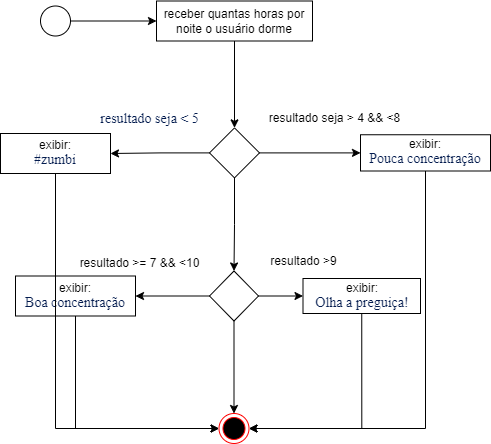 receber quantas horas por
noite o usuário dorme
resultado seja < 5
resultado seja > 4 && <8
exibir:
#zumbi
exibir:
Pouca concentração
resultado >= 7 && <10
resultado >9
exibir:
Boa concentração
exibir:
Olha a preguiça!